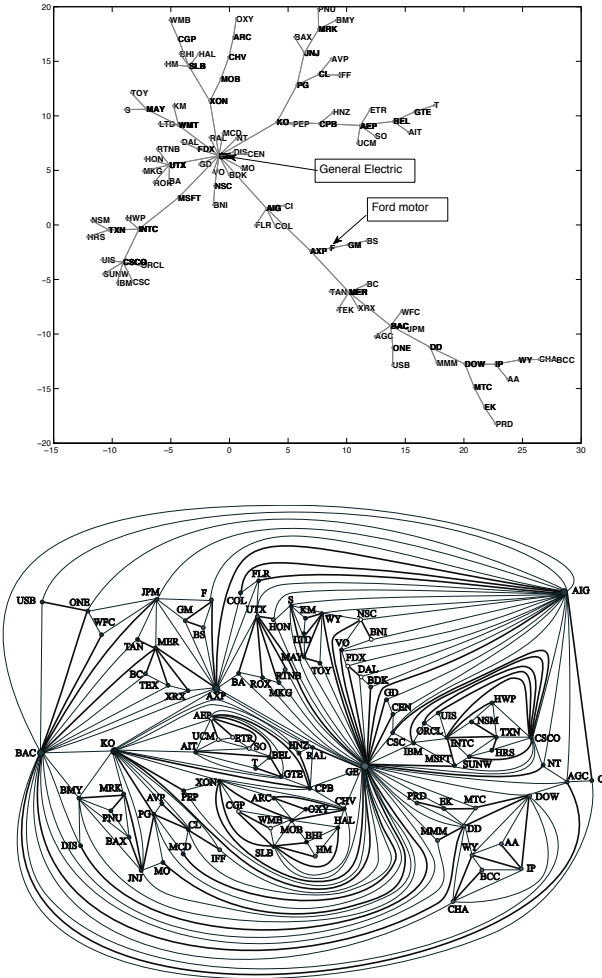 20
15
10
5
0
−5
−10
−15
−20
−15 −10 −5 0 5 10 15 20 25 30
PNU
WMB OXY BMY
CGP ARC MRK
BAX
BHI HAL CHV JNJ AVP
HM SLB CL IFF
MOB PG
TOY XON
S MAY KM ETR T
HNZ BEL GTE
LTD WMT KO PEP CPB AEP AIT
MCD SO
DAL RAL NT UCM
RTNB FDX DIS CEN
HON General Electric
UTX GD MO
MKG VO BDK
ROK BA NSC
MSFT
BNI AIG CI Ford motor
NSM HWP
TXN INTC FLR COL
HRS F GM BS
AXP
UIS CSCO ORCL
SUNW BC
IBM CSC TAN MER
TEK XRX WFC
BAC JPM
AGC
ONE DD
USB MMM DOW IP WY CHA BCC
AA
MTC
EK
PRD
FLR
JPM F COL AIG
USB ONE S
GM UTX KM NSC
WFC HON WY
BS LTD BNI
TAN MER VO
MAY FDX
BC RTNB TOY DAL
TEX BA ROX BDK
XRX AXP MKG GD HWP
AEP CEN UIS NSM
UCM ETR ORCL TXN
BAC KO AIT SO HNZ CSC INTC CSCO
T BEL RAL IBM HRS
MSFT SUNW NT
GE
GTE AGC
XON CPB
BMY MRK AVP PEP ARC PRD MTC DOW
CGP CHV EK
PNU PG OXY
WMB HAL
CL MOB MMM DD
DIS BAX BHI AA
MCD IFF SLB HM WY
JNJ MO IP
BCC
CHA